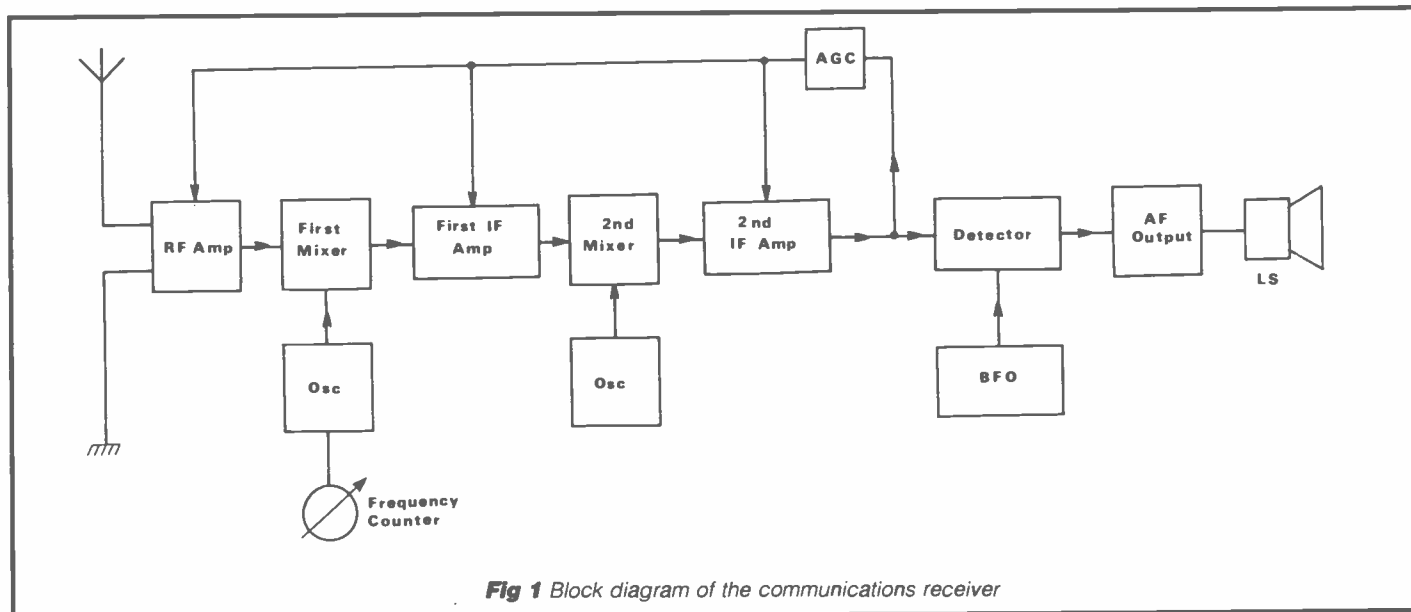 AGC
RF Amp
First
Mixer
First IF
Amp
2nd
Mixer
2nd
IF Amp
Detector
AF
Output
LS
Osc
Osc
BFO
Frequency
Counter
Fig 1 Block diagram of the communications receiver